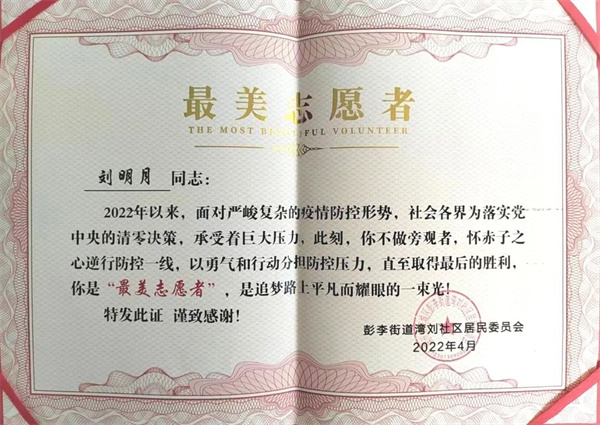 最美志愿者
THE MOST BEAUTIFUL VOLUNTEER
刘明月 同志：
2022年以来，面对严峻复杂的疫情防控形势，社会各界为落实党
中央的清零决策，承受着巨大压力，此刻，你不做旁观者，怀赤子之
心逆行防控一线，以勇气和行动分担防控压力，直至取得最后的胜利，
你是“最美志愿者”，是追梦路上平凡而耀眼的一束光！
特发此证 谨致感谢！
彭李街道湾刘社区居民委员会
2022年4月